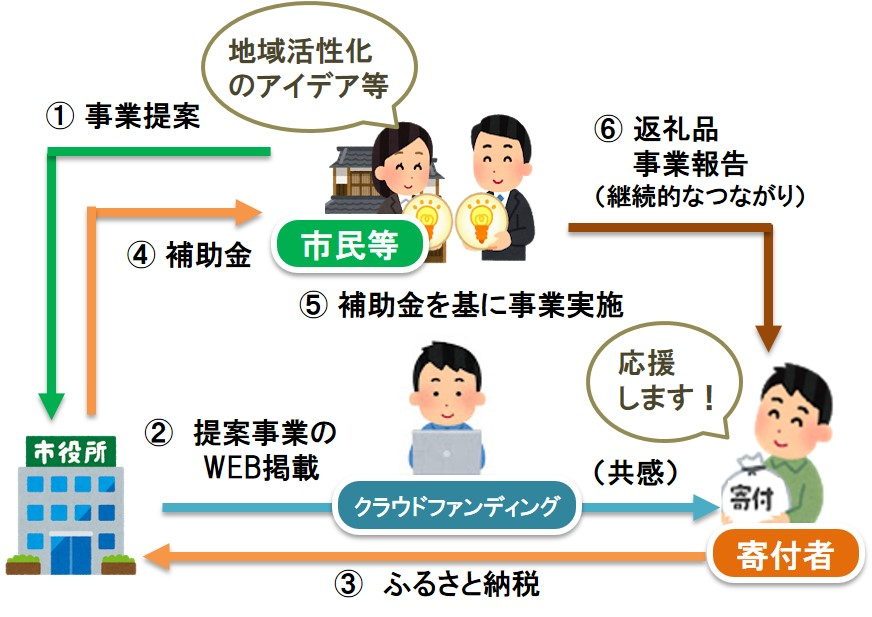 地域活性化
のアイデア等
① 事業提案
⑥ 返礼品
事業報告
（継続的なつながり）
④ 補助金
市民等
⑤ 補助金を基に事業実施
応援
します！
市役所
② 提案事業の
WEB掲載
（共感）
クラウドファンディング
寄付
寄付者
③ ふるさと納税